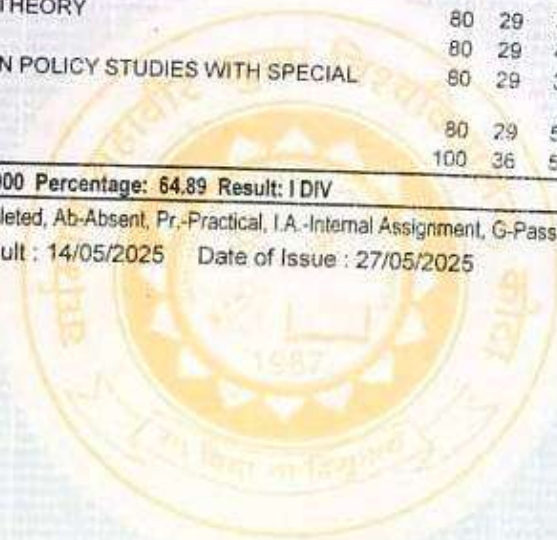 THEORY 80 29
80 29
N POLICY STUDIES WITH SPECIAL 80 29
80 29 5
100 36 5
000 Percentage: 64.89 Result: I DIV
leted, Ab-Absent, Pr.-Practical, I.A.-Internal Assignment, G-Pass
ult : 14/05/2025 Date of Issue : 27/05/2025
1987